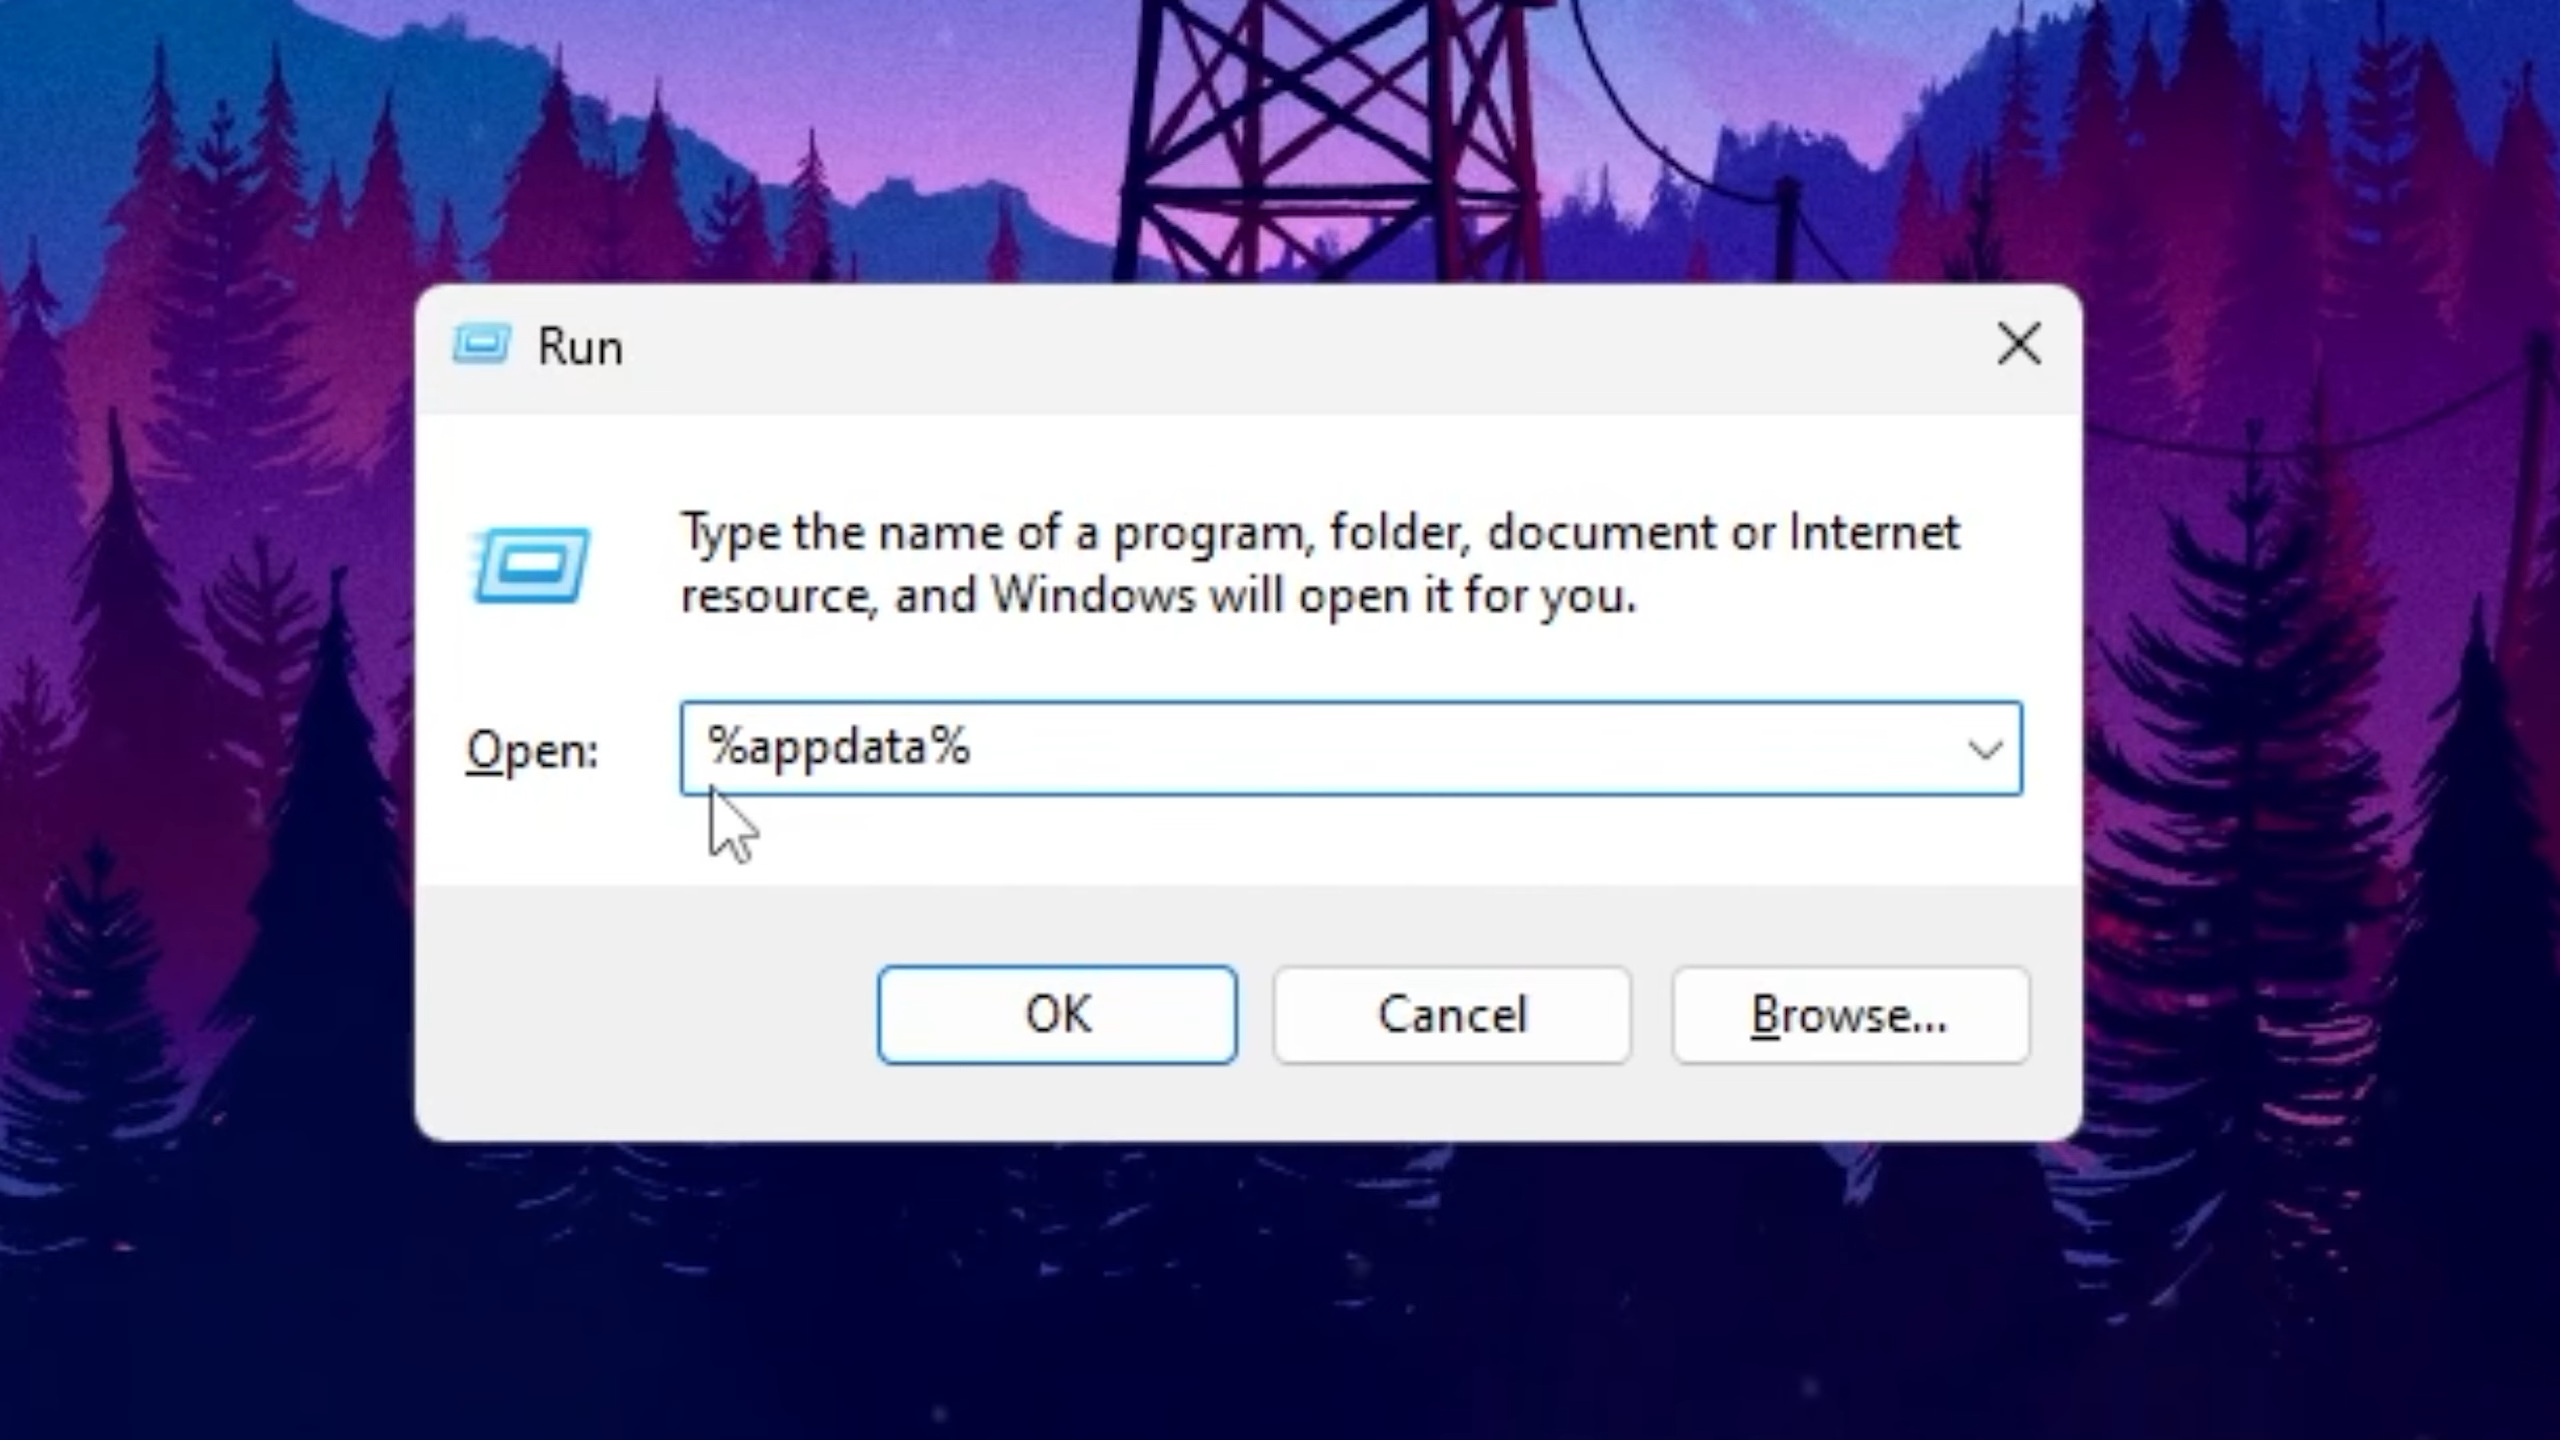 Run
Type the name of a program, folder, document or Internet
resource, and Windows will open it for you.
Open:
%appdata%
OK
Cancel
Browse...